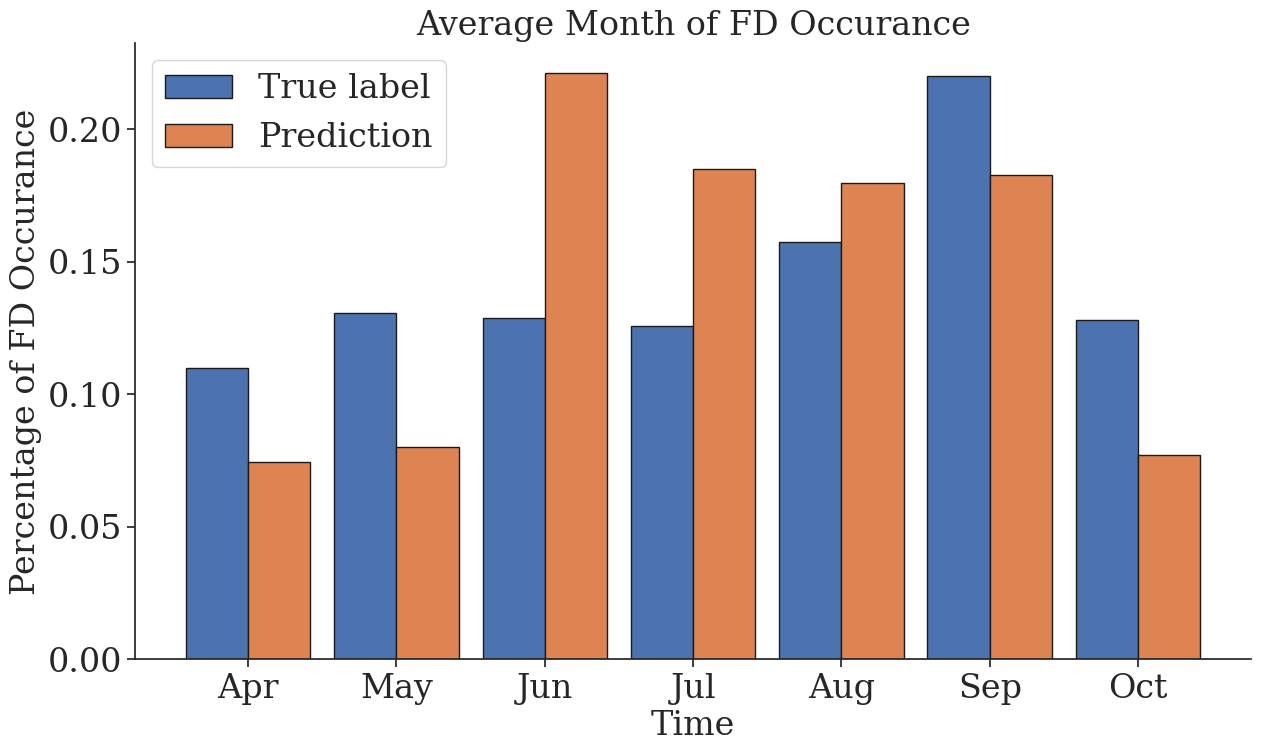 Average Month of FD Occurance
True label
Prediction
Percentage of FD Occurance
0.20
0.15
0.10
0.05
0.00
Apr May Jun Jul Aug Sep Oct
Time